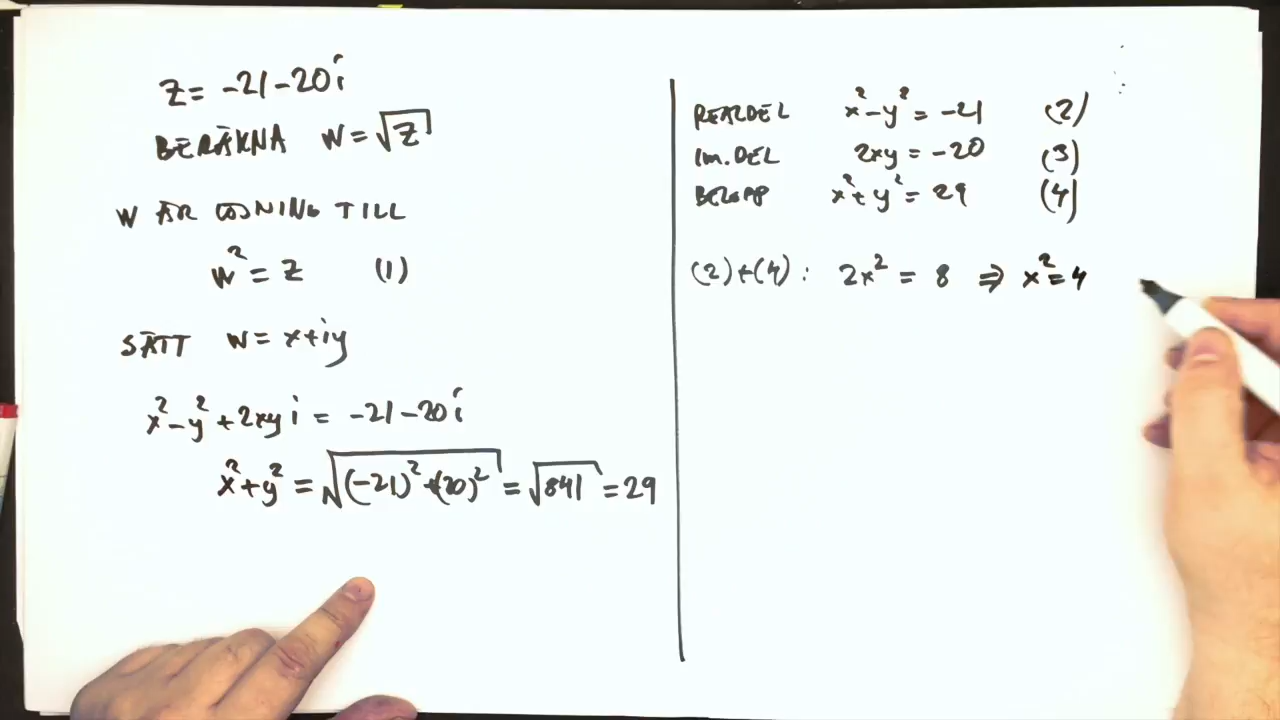 z = -21-20i
BERÄKNA w = √z
W ÄR LÖSNING TILL
w² = z (1)
SÄTT w = x+iy
x²-y²+2xyi = -21-20i
x²+y² = √((-21)²+(20)²) = √841 = 29
REALDEL x²-y² = -21 (2)
IM.DEL 2xy = -20 (3)
BELOPP x²+y² = 29 (4)
(2)+(4): 2x² = 8 ⇒ x² = 4